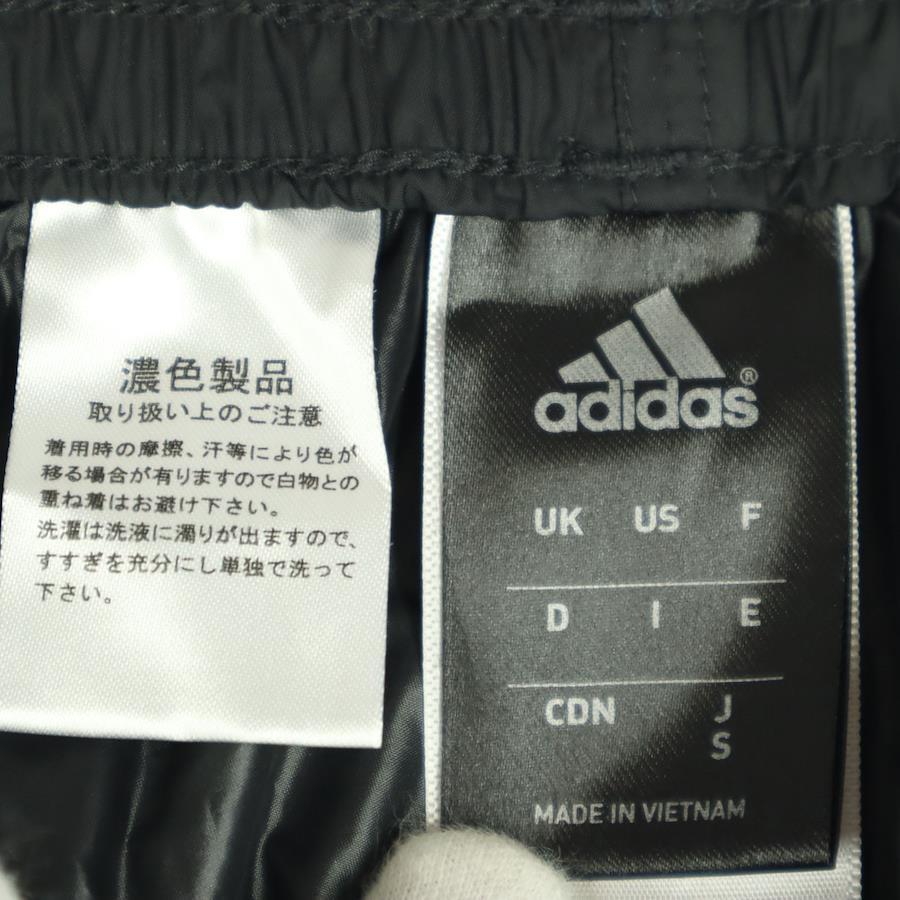 濃色製品
取り扱い上のご注意
着用時の摩擦、汗等により色が
移る場合が有りますので白物との
重ね着はお避け下さい。
洗濯は洗液に濁りが出ますので、
すすぎを充分にし単独で洗って
下さい。
adidas®
UK US F
D I E
CDN J
S
MADE IN VIETNAM